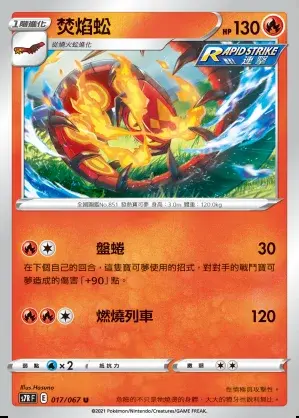 1階進化
焚焰蚣
HP130
從燒火蚣進化
RAPID STRIKE
連擊
全國圖鑑No.851 發熱寶可夢 身高：3.0m 體重：120.0kg
盤蜷 30
在下個自己的回合，這隻寶可夢使用的招式，對對手的戰鬥寶可夢造成的傷害「+90」點。
燃燒列車 120
弱點 ×2 抵抗力 撤退
Illus.Hasuno
S7R F E 017/067 U
©2021 Pokémon/Nintendo/Creatures/GAME FREAK.